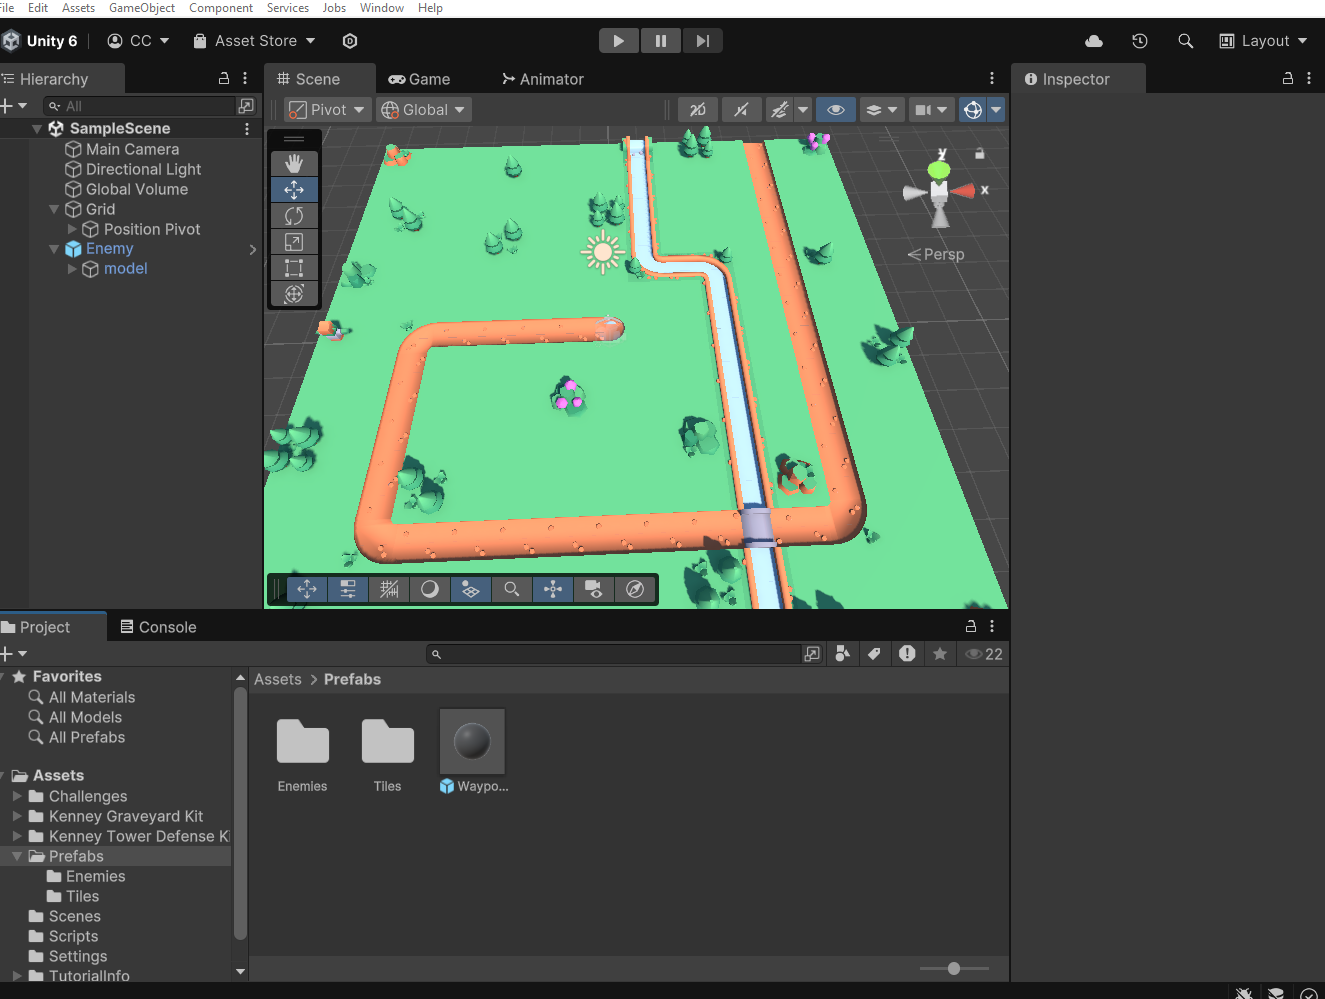 File Edit Assets GameObject Component Services Jobs Window Help
Unity 6 CC Asset Store Layout
Hierarchy
All
SampleScene
Main Camera
Directional Light
Global Volume
Grid
Position Pivot
Enemy
model
Scene Game Animator
Pivot Global 2D
y
x
Persp
Inspector
Project Console
22
Favorites
All Materials
All Models
All Prefabs
Assets
Challenges
Kenney Graveyard Kit
Kenney Tower Defense Ki
Prefabs
Enemies
Tiles
Scenes
Scripts
Settings
TutorialInfo
Assets > Prefabs
Enemies Tiles Waypo...